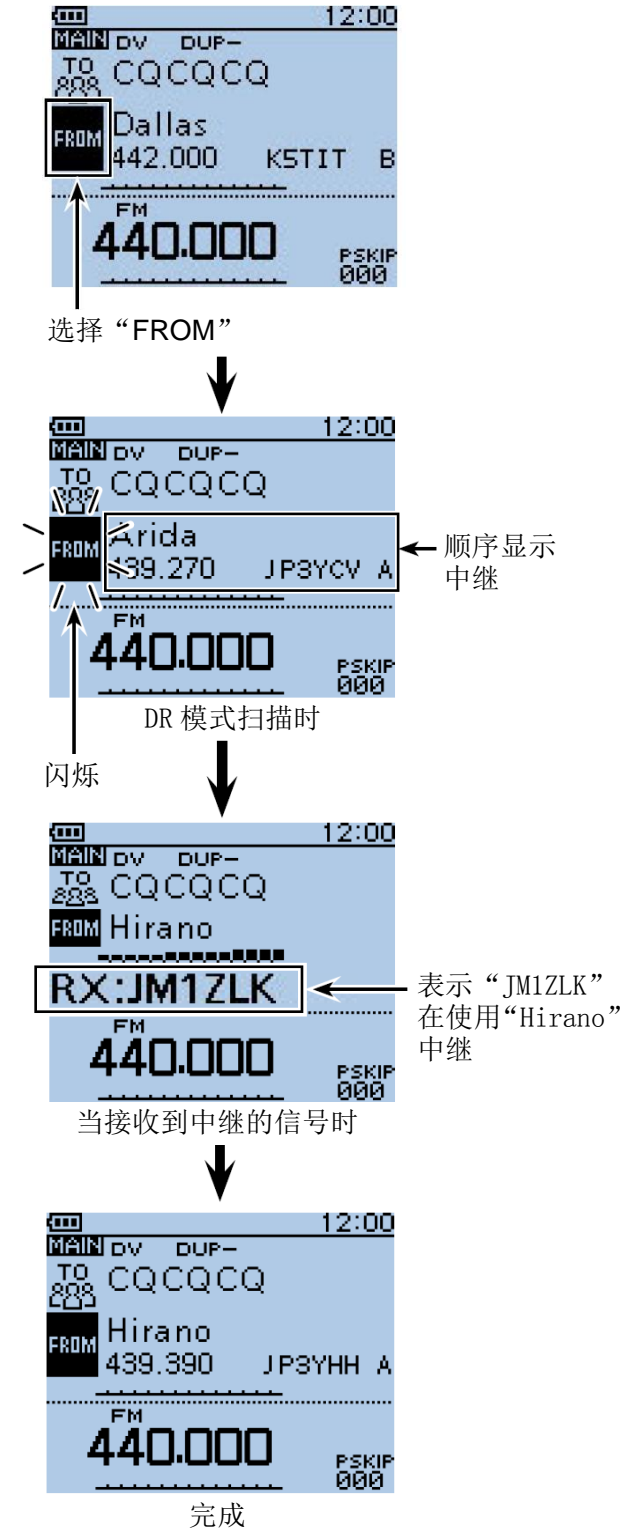 12:00
MAIN DV DUP-
TO CQCQCQ
FROM Dallas
442.000 K5TIT B
FM
440.000 PSKIP
000
选择“FROM”
12:00
MAIN DV DUP-
TO CQCQCQ
FROM Arida
439.270 JP3YCV A
顺序显示
中继
FM
440.000 PSKIP
000
DR 模式扫描时
闪烁
12:00
MAIN DV DUP-
TO CQCQCQ
FROM Hirano
RX:JM1ZLK
表示“JM1ZLK”
在使用“Hirano”
中继
FM
440.000 PSKIP
000
当接收到中继的信号时
12:00
MAIN DV DUP-
TO CQCQCQ
FROM Hirano
439.390 JP3YHH A
FM
440.000 PSKIP
000
完成